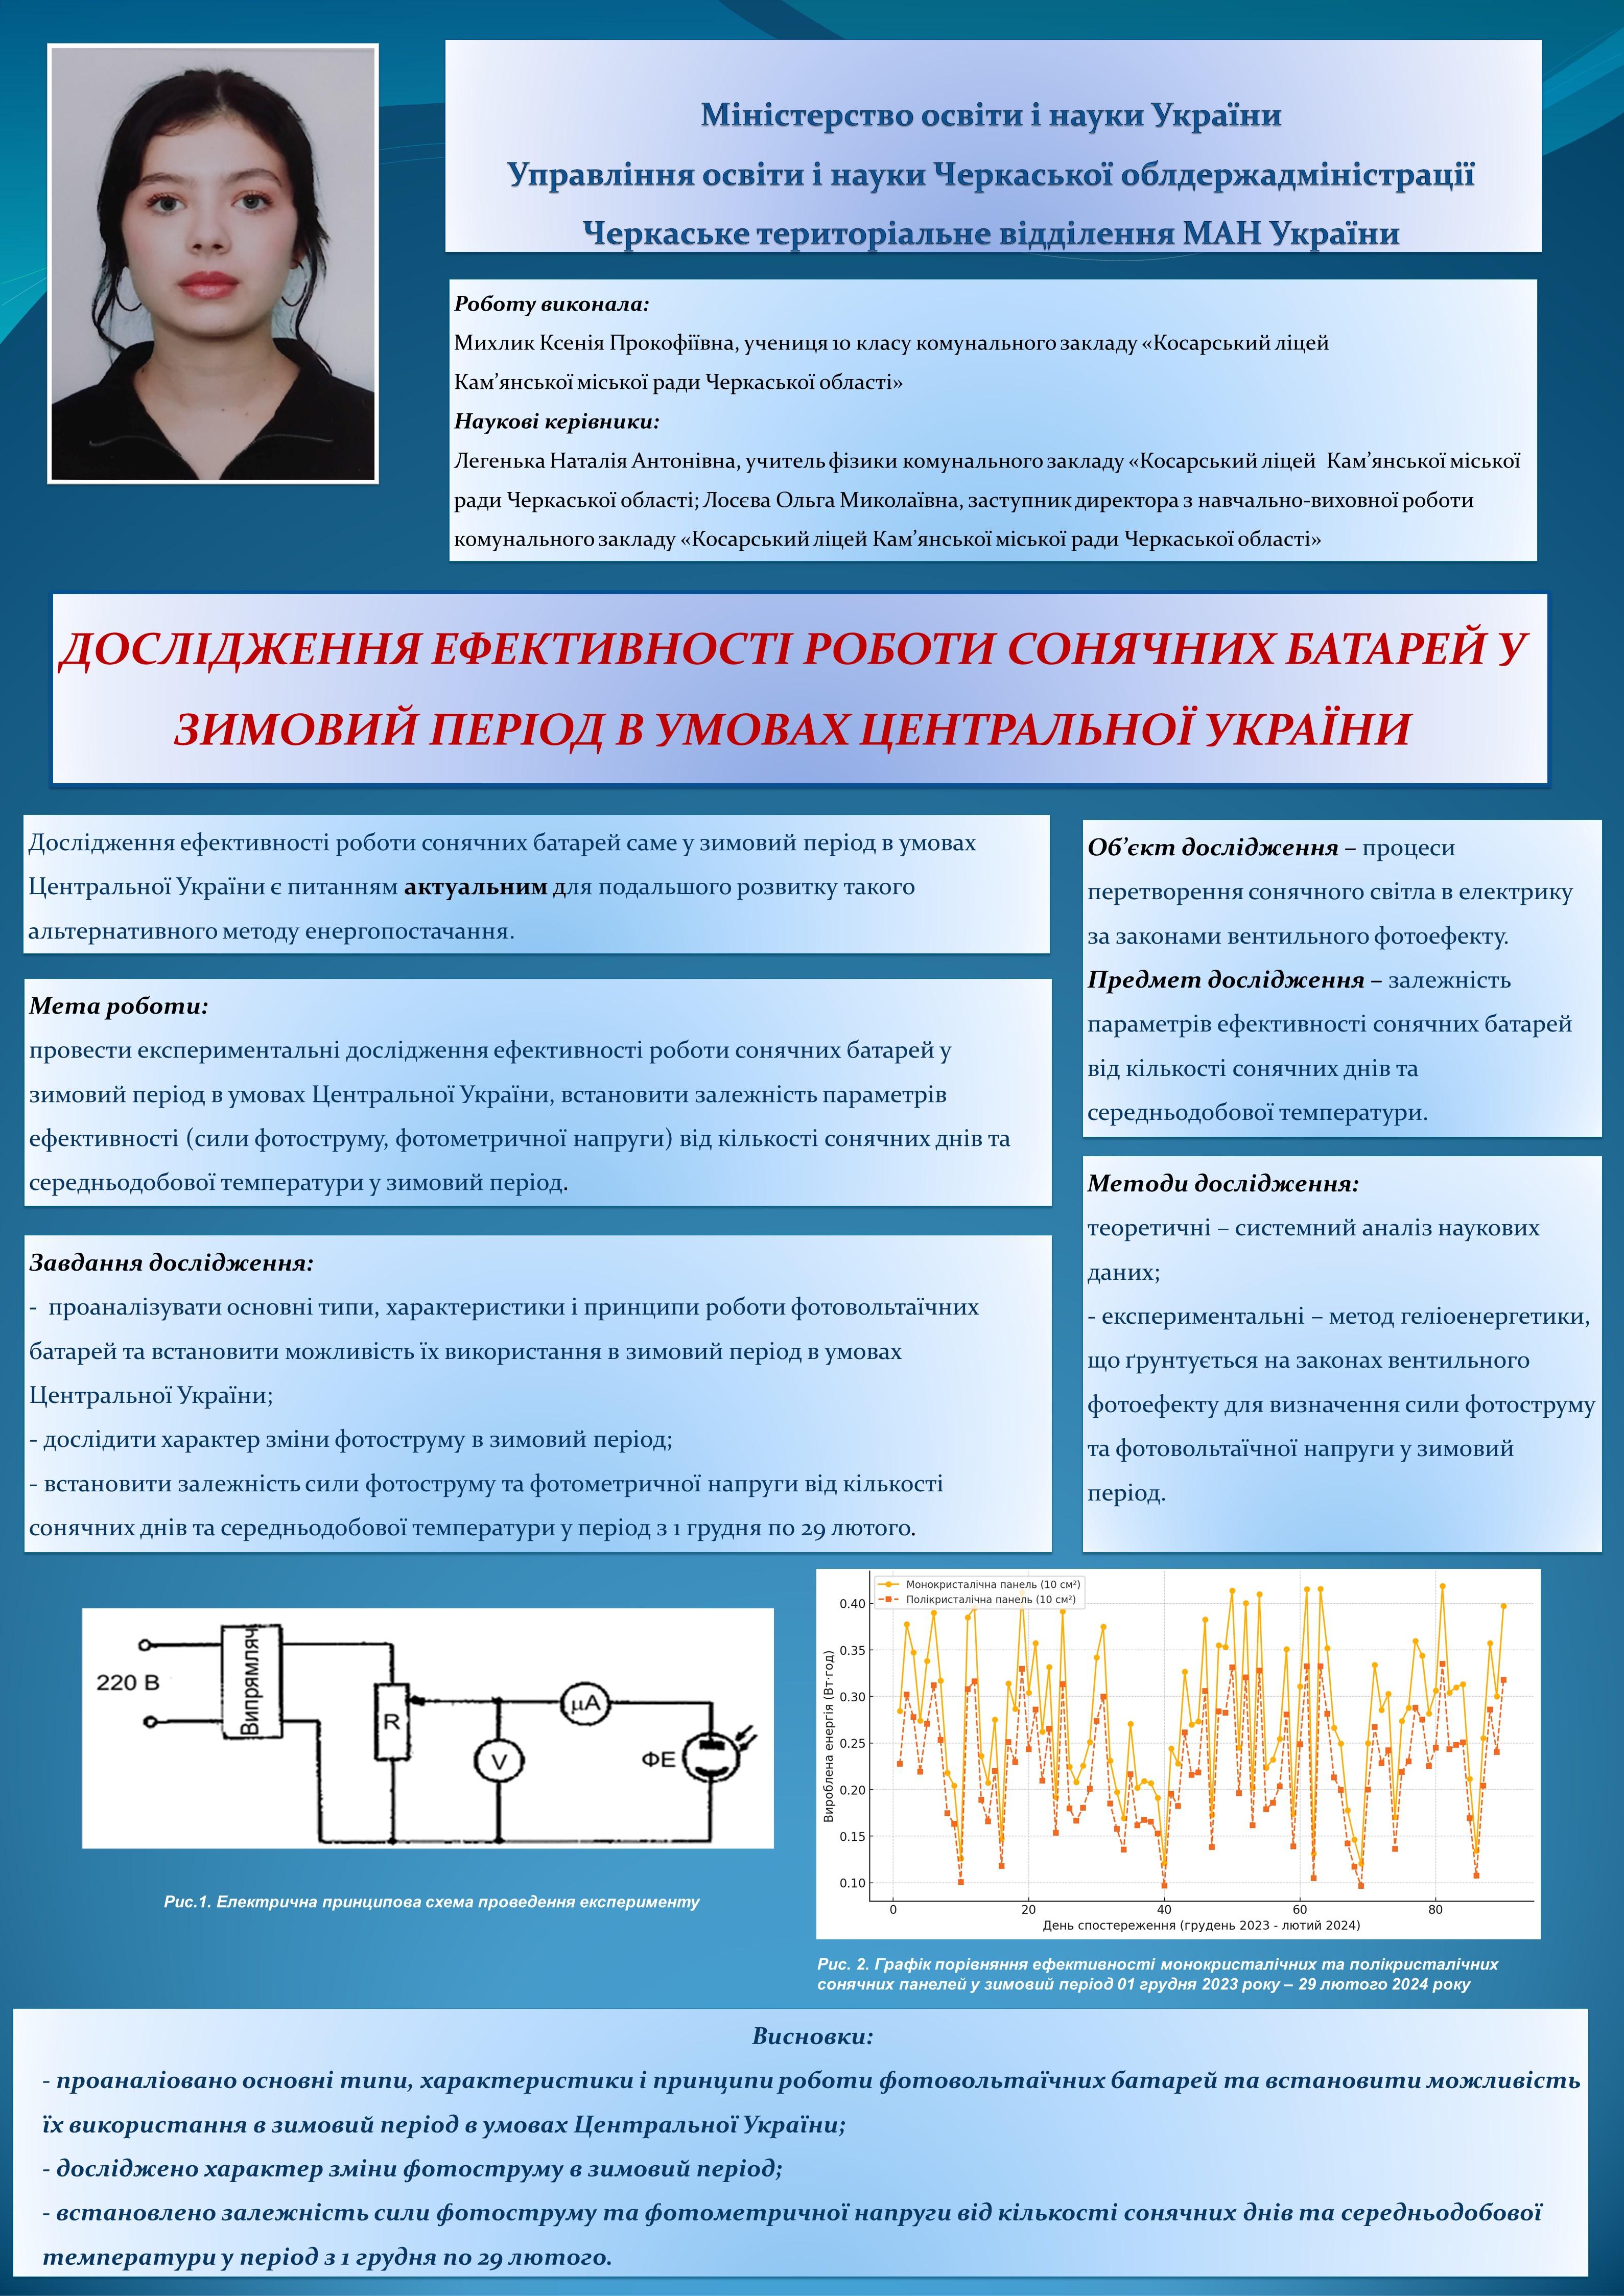 Міністерство освіти і науки України
Управління освіти і науки Черкаської облдержадміністрації
Черкаське територіальне відділення МАН України
Роботу виконала:
Михлик Ксенія Прокофіївна, учениця 10 класу комунального закладу «Косарський ліцей
Кам’янської міської ради Черкаської області»
Наукові керівники:
Легенька Наталія Антонівна, учитель фізики комунального закладу «Косарський ліцей Кам’янської міської
ради Черкаської області; Лосєва Ольга Миколаївна, заступник директора з навчально-виховної роботи
комунального закладу «Косарський ліцей Кам’янської міської ради Черкаської області»
ДОСЛІДЖЕННЯ ЕФЕКТИВНОСТІ РОБОТИ СОНЯЧНИХ БАТАРЕЙ У
ЗИМОВИЙ ПЕРІОД В УМОВАХ ЦЕНТРАЛЬНОЇ УКРАЇНИ
Дослідження ефективності роботи сонячних батарей саме у зимовий період в умовах
Центральної України є питанням актуальним для подальшого розвитку такого
альтернативного методу енергопостачання.
Мета роботи:
провести експериментальні дослідження ефективності роботи сонячних батарей у
зимовий період в умовах Центральної України, встановити залежність параметрів
ефективності (сили фотоструму, фотометричної напруги) від кількості сонячних днів та
середньодобової температури у зимовий період.
Завдання дослідження:
- проаналізувати основні типи, характеристики і принципи роботи фотовольтаїчних
батарей та встановити можливість їх використання в зимовий період в умовах
Центральної України;
- дослідити характер зміни фотоструму в зимовий період;
- встановити залежність сили фотоструму та фотометричної напруги від кількості
сонячних днів та середньодобової температури у період з 1 грудня по 29 лютого.
Об’єкт дослідження – процеси
перетворення сонячного світла в електрику
за законами вентильного фотоефекту.
Предмет дослідження – залежність
параметрів ефективності сонячних батарей
від кількості сонячних днів та
середньодобової температури.
Методи дослідження:
теоретичні – системний аналіз наукових
даних;
- експериментальні – метод геліоенергетики,
що ґрунтується на законах вентильного
фотоефекту для визначення сили фотоструму
та фотовольтаїчної напруги у зимовий
період.
220 В
Випрямляч
R
V
μА
ФЕ
Рис.1. Електрична принципова схема проведення експерименту
Монокристалічна панель (10 см²)
Полікристалічна панель (10 см²)
Вироблена енергія (Вт·год)
0.40
0.35
0.30
0.25
0.20
0.15
0.10
0 20 40 60 80
День спостереження (грудень 2023 - лютий 2024)
Рис. 2. Графік порівняння ефективності монокристалічних та полікристалічних
сонячних панелей у зимовий період 01 грудня 2023 року – 29 лютого 2024 року
Висновки:
- проаналіовано основні типи, характеристики і принципи роботи фотовольтаїчних батарей та встановити можливість
їх використання в зимовий період в умовах Центральної України;
- досліджено характер зміни фотоструму в зимовий період;
- встановлено залежність сили фотоструму та фотометричної напруги від кількості сонячних днів та середньодобової
температури у період з 1 грудня по 29 лютого.